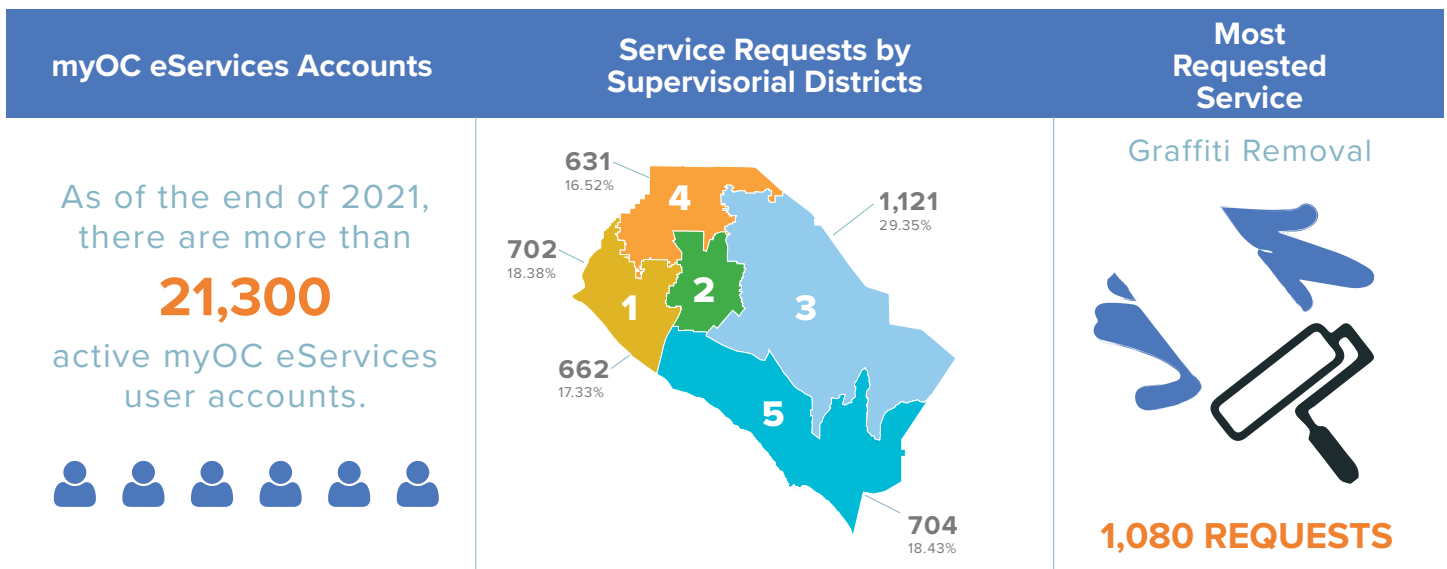 myOC eServices Accounts
As of the end of 2021,
there are more than
21,300
active myOC eServices
user accounts.
Service Requests by
Supervisorial Districts
631
16.52%
4
1,121
29.35%
702
18.38%
1
2
3
662
17.33%
5
704
18.43%
Most
Requested
Service
Graffiti Removal
1,080 REQUESTS